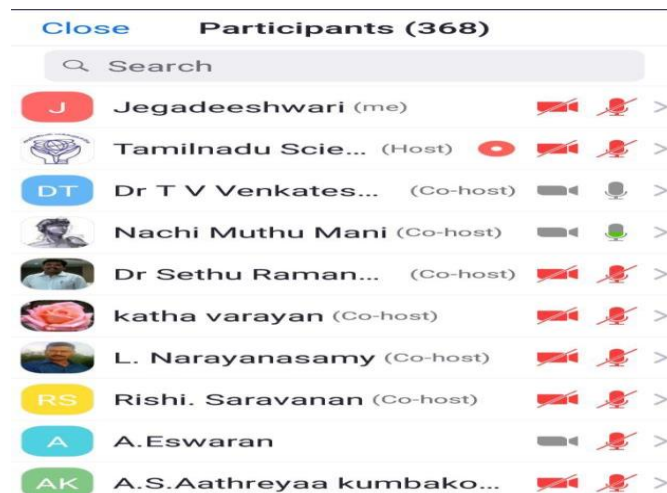 Close Participants (368)
Search
J Jegadeeshwari (me)
Tamilnadu Scie... (Host)
DT Dr T V Venkates... (Co-host)
Nachi Muthu Mani (Co-host)
Dr Sethu Raman... (Co-host)
katha varayan (Co-host)
L. Narayanasamy (Co-host)
RS Rishi. Saravanan (Co-host)
A A.Eswaran
AK A.S.Aathreyaa kumbako...